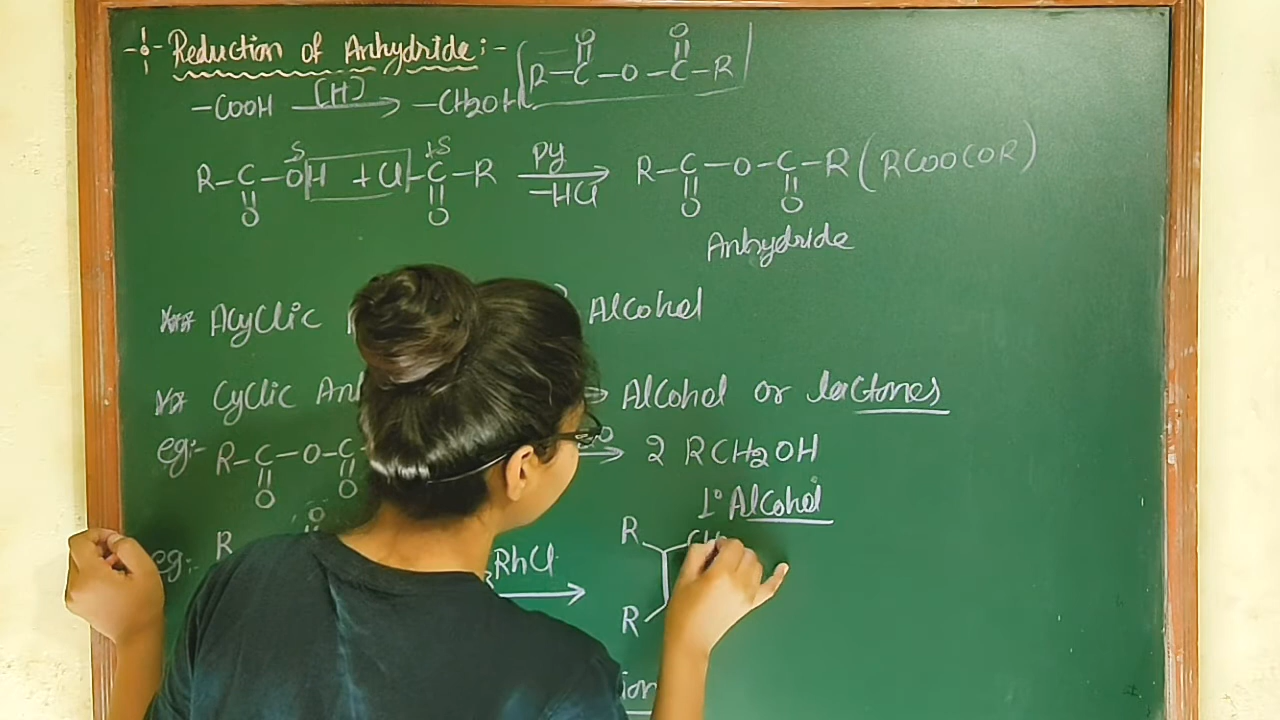 Reduction of Anhydride :-
R-C-O-C-R
O O
-COOH [H] → -CH2OH
R-C-OH + Cl-C-R Py → R-C-O-C-R (RCOOCOR)
O O -HCl O O
Anhydride
Acyclic Alcohol
Cyclic → Alcohol or lactones
eg:- R-C-O-C → 2 RCH2OH
O O
1° Alcohol
eg:- R O RhCl → R
R